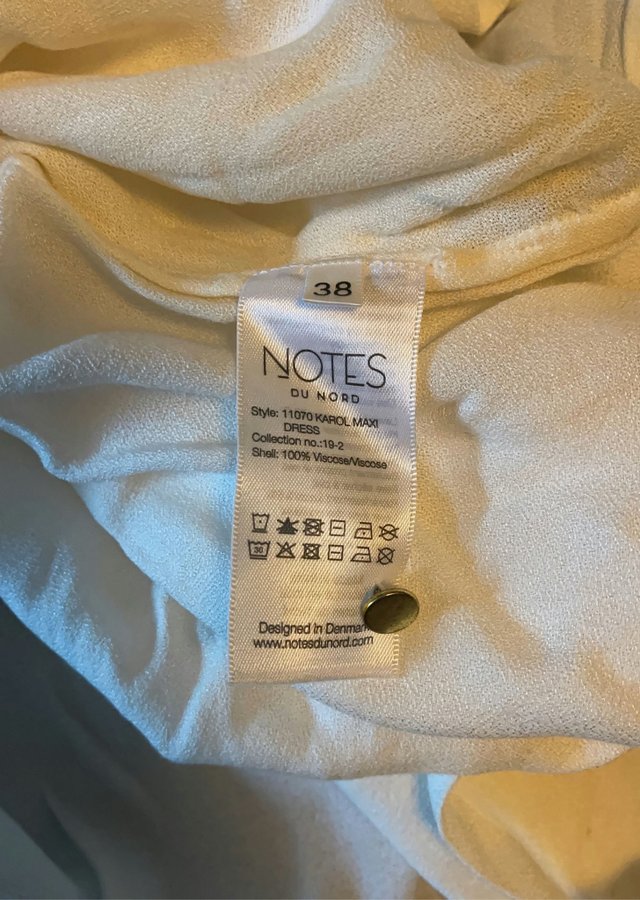 38
NOTES
DU NORD
Style: 11070 KAROL MAXI
DRESS
Collection no.:19-2
Shell: 100% Viscose/Viscose
30
Designed in Denmark
www.notesdunord.com